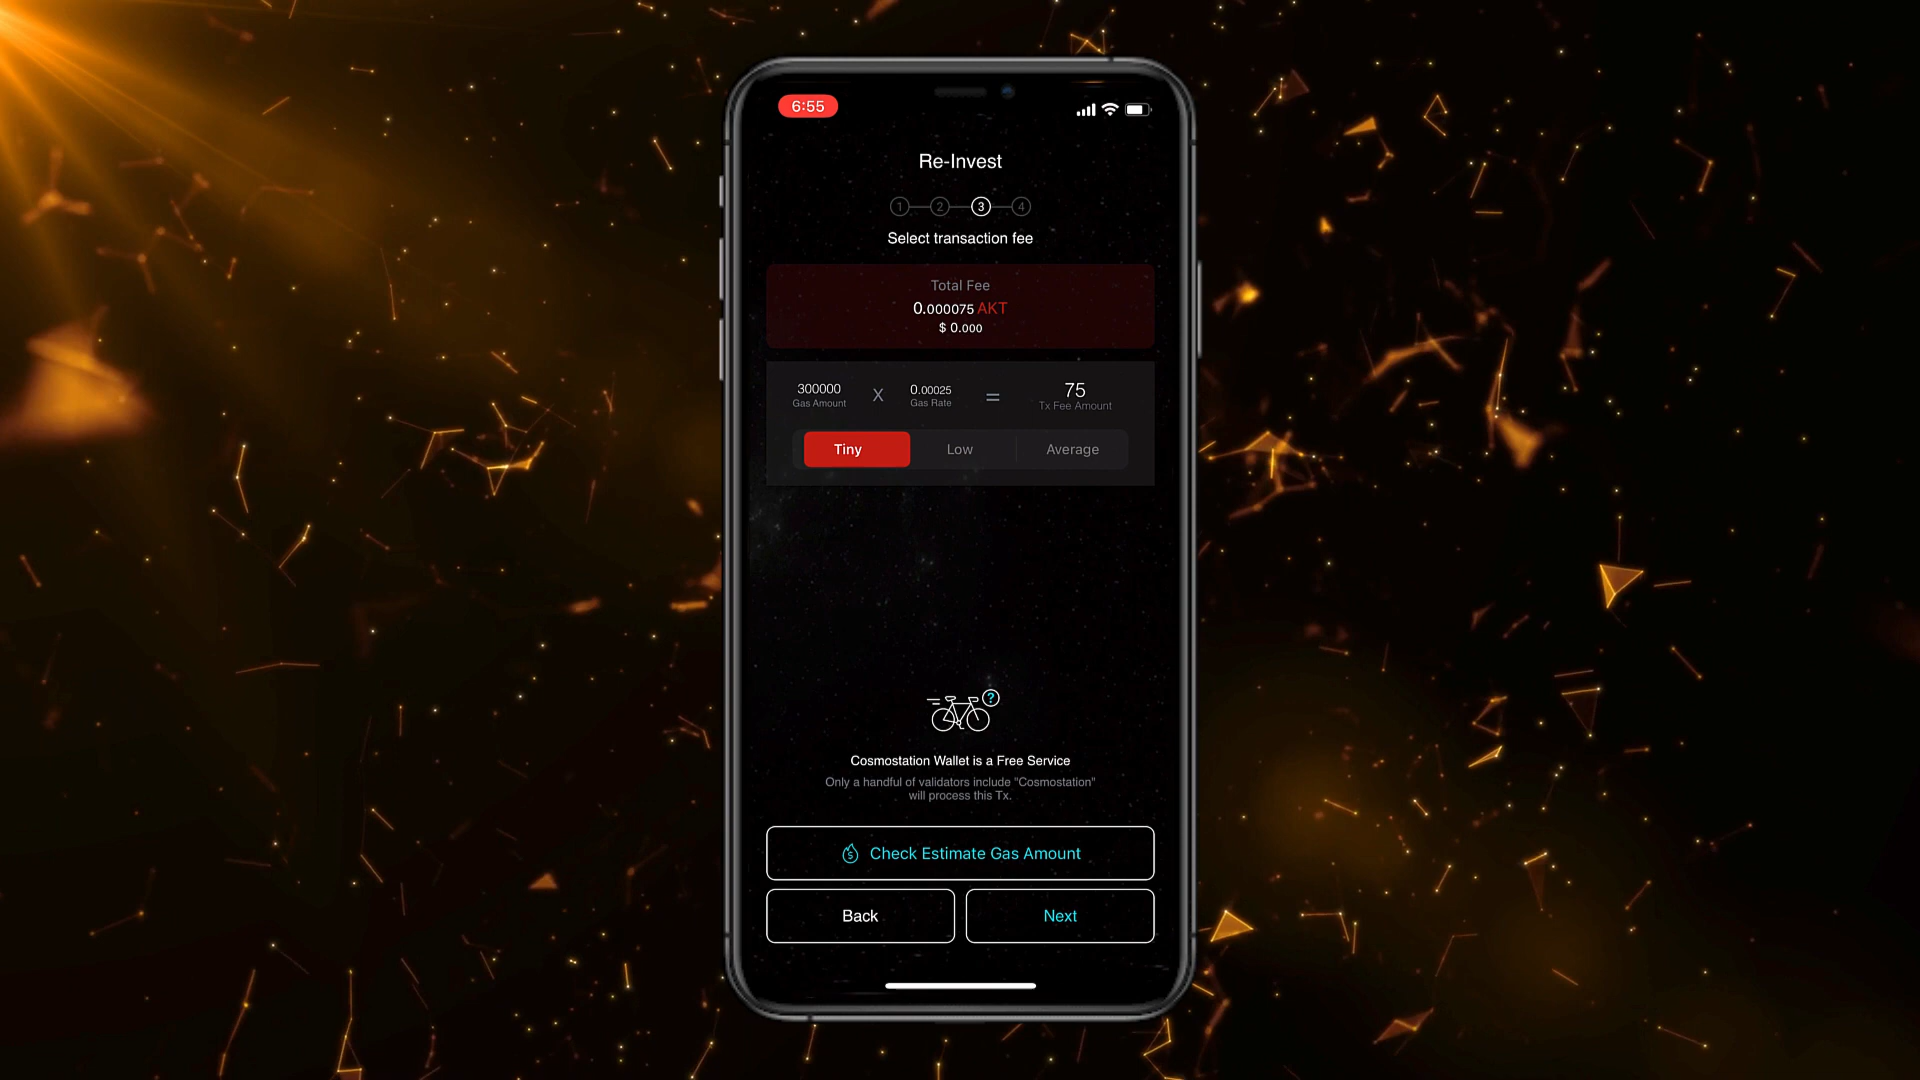 6:55
Re-Invest
1 2 3 4
Select transaction fee
Total Fee
0.000075 AKT
$ 0.000
300000 X 0.00025 = 75
Gas Amount Gas Rate Tx Fee Amount
Tiny Low Average
?
Cosmostation Wallet is a Free Service
Only a handful of validators include "Cosmostation"
will process this Tx.
$ Check Estimate Gas Amount
Back Next